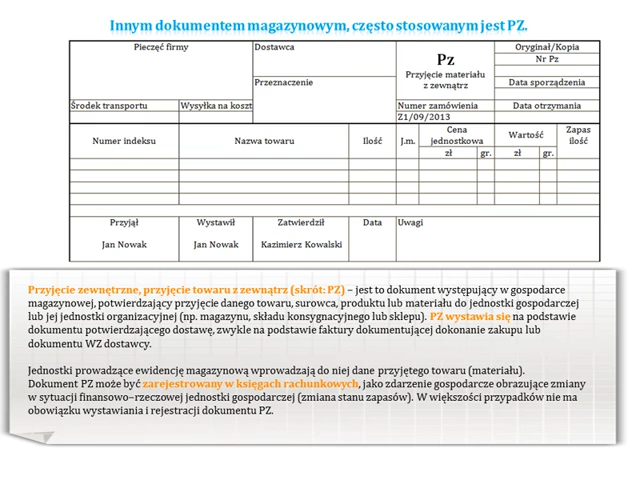 Innym dokumentem magazynowym, często stosowanym jest PZ.
Pieczęć firmy
Dostawca
Pz
Przyjęcie materiału
z zewnątrz
Oryginał/Kopia
Nr Pz
Przeznaczenie
Data sporządzenia
Środek transportu
Wysyłka na koszt
Numer zamówienia
Data otrzymania
Z1/09/2013
Numer indeksu
Nazwa towaru
Ilość
J.m.
Cena
jednostkowa
Wartość
Zapas
ilość
zł
gr.
zł
gr.
Przyjął
Wystawił
Zatwierdził
Data
Uwagi
Jan Nowak
Jan Nowak
Kazimierz Kowalski
Przyjęcie zewnętrzne, przyjęcie towaru z zewnątrz (skrót: PZ) – jest to dokument występujący w gospodarce
magazynowej, potwierdzający przyjęcie danego towaru, surowca, produktu lub materiału do jednostki gospodarczej
lub jej jednostki organizacyjnej (np. magazynu, składu konsygnacyjnego lub sklepu). PZ wystawia się na podstawie
dokumentu potwierdzającego dostawę, zwykle na podstawie faktury dokumentującej dokonanie zakupu lub
dokumentu WZ dostawcy.
Jednostki prowadzące ewidencję magazynową wprowadzają do niej dane przyjętego towaru (materiału).
Dokument PZ może być zarejestrowany w księgach rachunkowych, jako zdarzenie gospodarcze obrazujące zmiany
w sytuacji finansowo–rzeczowej jednostki gospodarczej (zmiana stanu zapasów). W większości przypadków nie ma
obowiązku wystawiania i rejestracji dokumentu PZ.